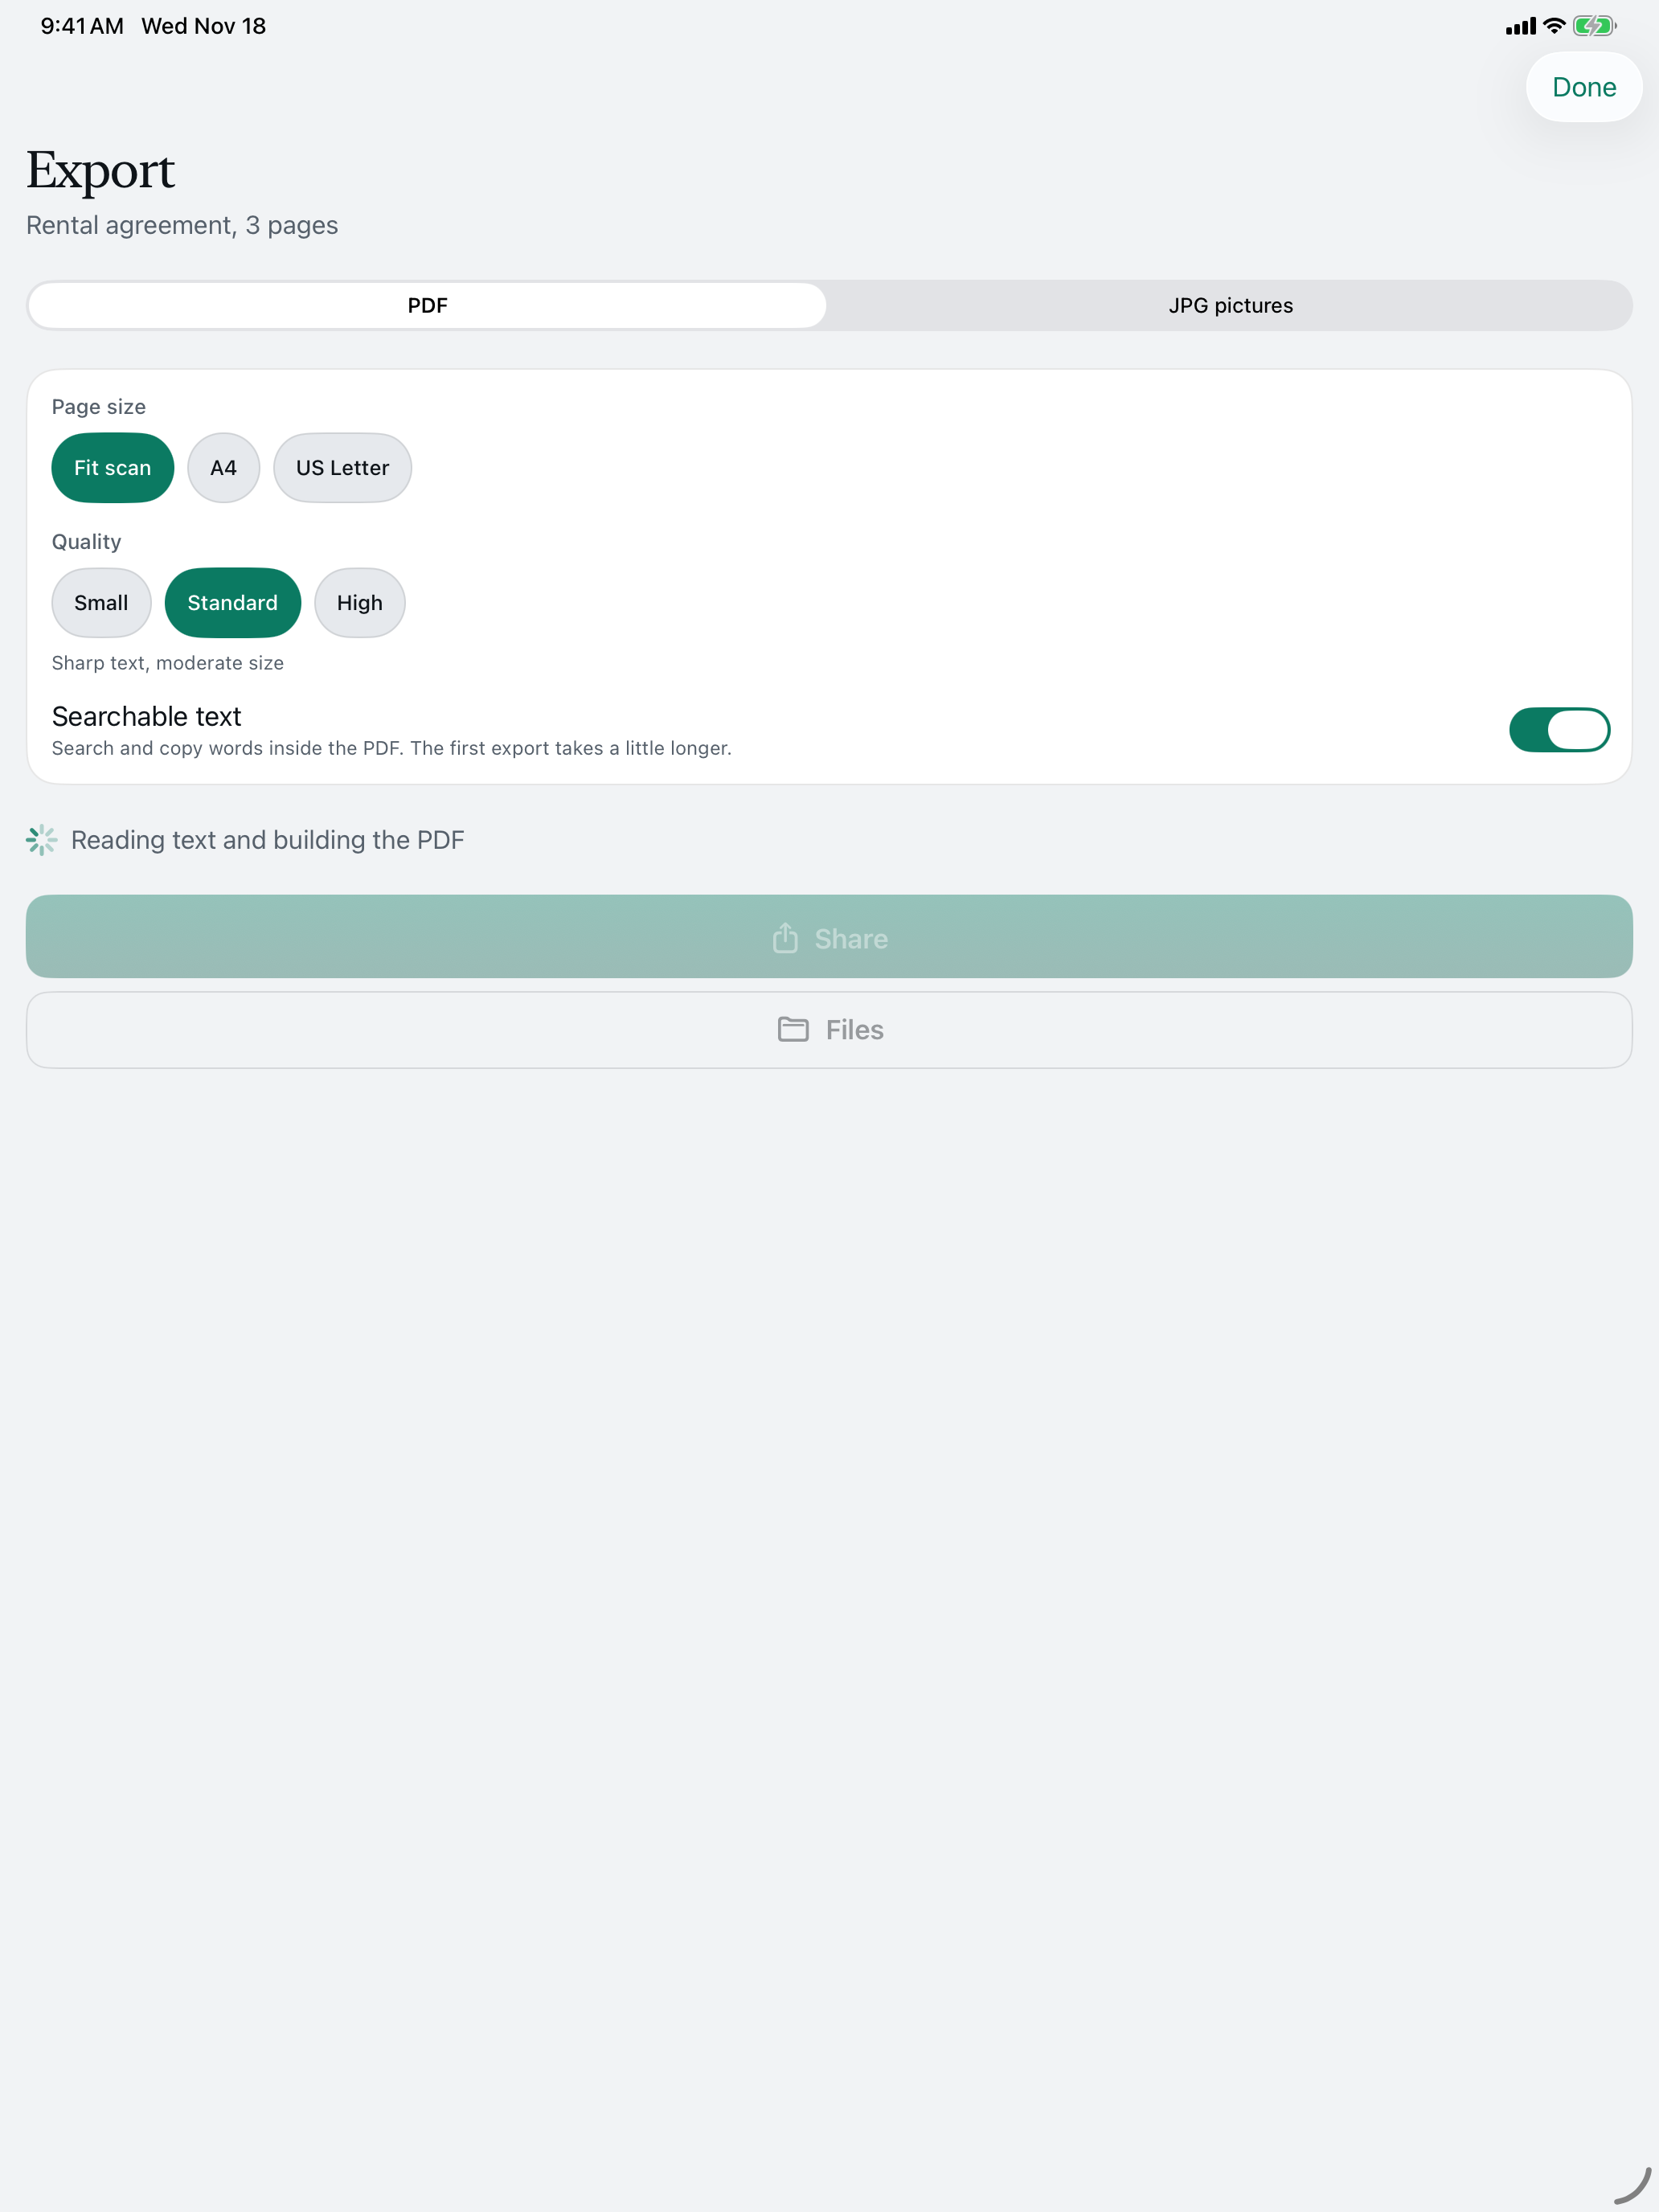 9:41 AM Wed Nov 18
Done
Export
Rental agreement, 3 pages
PDF
JPG pictures
Page size
Fit scan
A4
US Letter
Quality
Small
Standard
High
Sharp text, moderate size
Searchable text
Search and copy words inside the PDF. The first export takes a little longer.
Reading text and building the PDF
Share
Files